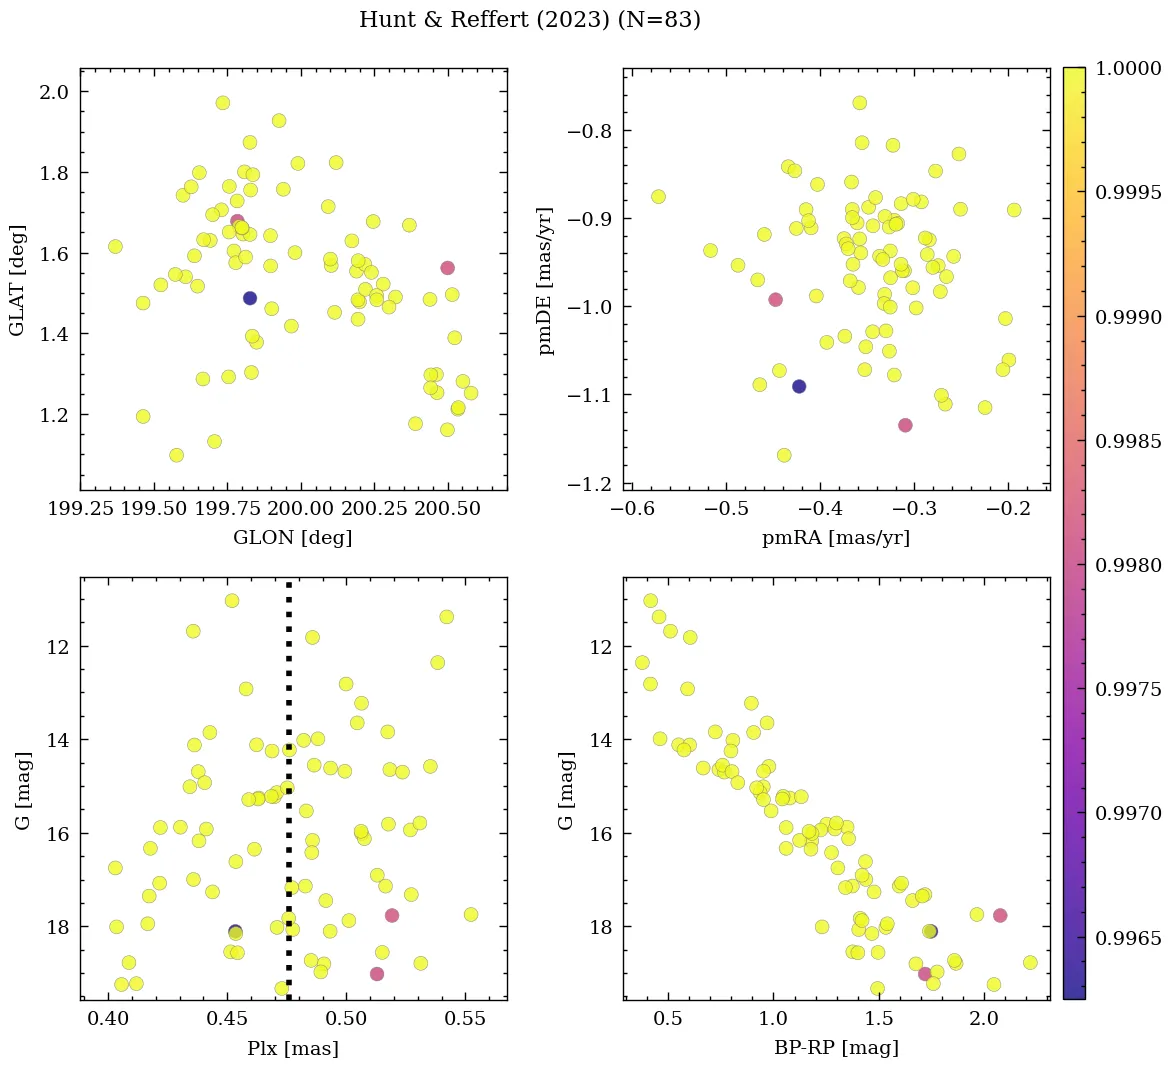 Hunt & Reffert (2023) (N=83)
2.0
1.8
1.6
1.4
1.2
GLAT [deg]
199.25 199.50 199.75 200.00 200.25 200.50
GLON [deg]
−0.8
−0.9
−1.0
−1.1
−1.2
pmDE [mas/yr]
−0.6 −0.5 −0.4 −0.3 −0.2
pmRA [mas/yr]
12
14
16
18
G [mag]
0.40 0.45 0.50 0.55
Plx [mas]
12
14
16
18
G [mag]
0.5 1.0 1.5 2.0
BP-RP [mag]
1.0000
0.9995
0.9990
0.9985
0.9980
0.9975
0.9970
0.9965